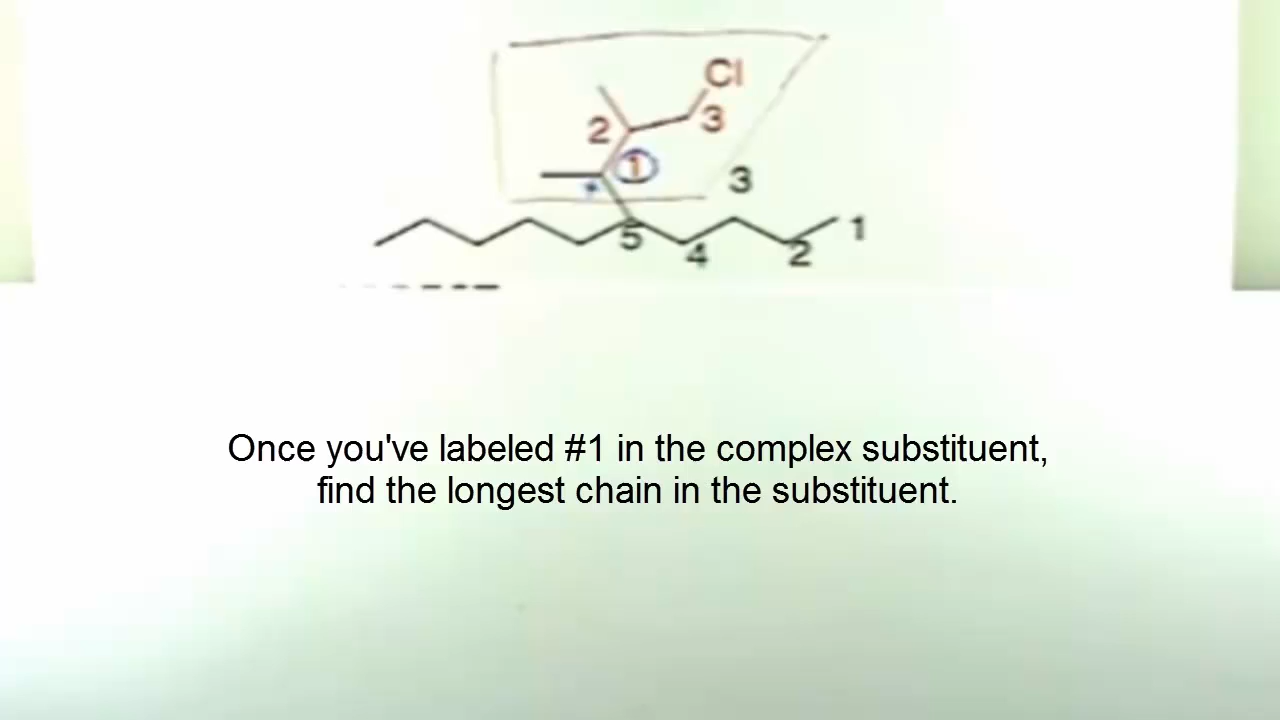 Cl
2
3
1
3
1
5
4
2
Once you've labeled #1 in the complex substituent,
find the longest chain in the substituent.